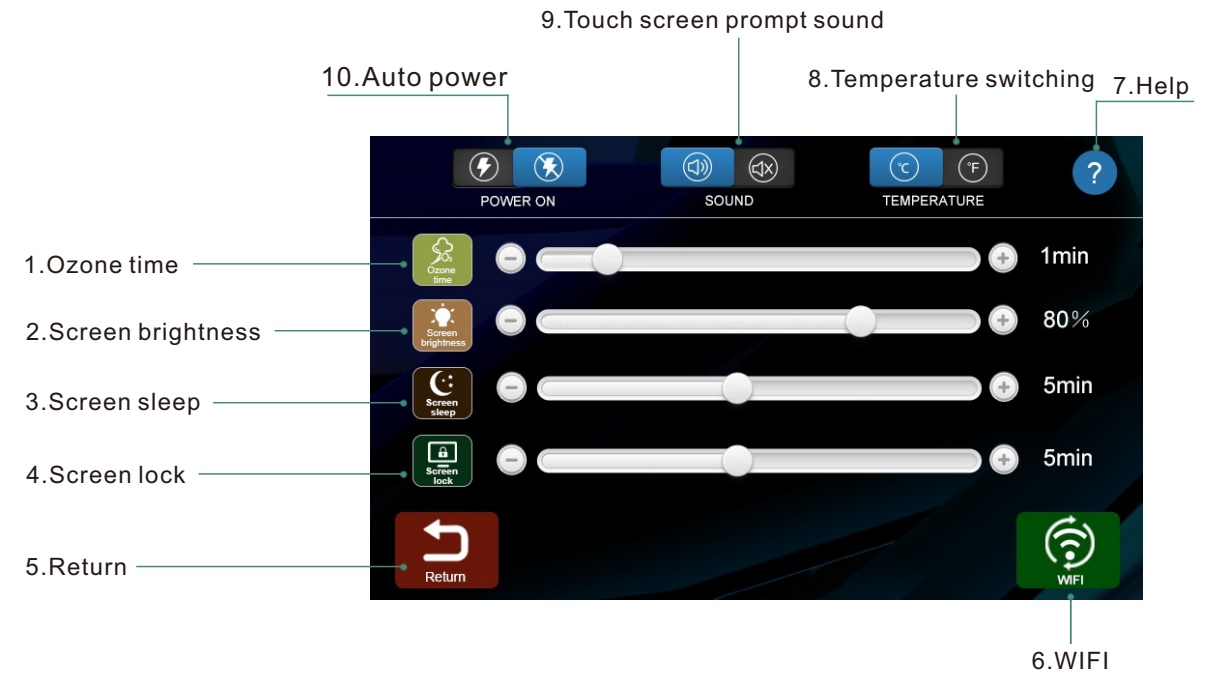 9.Touch screen prompt sound
10.Auto power
8.Temperature switching
7.Help
℃
°F
?
POWER ON
SOUND
TEMPERATURE
1.Ozone time
O₃
Ozone
time
1min
2.Screen brightness
Screen
brightness
80%
3.Screen sleep
Screen
sleep
5min
4.Screen lock
Screen
lock
5min
5.Return
Return
WIFI
6.WIFI